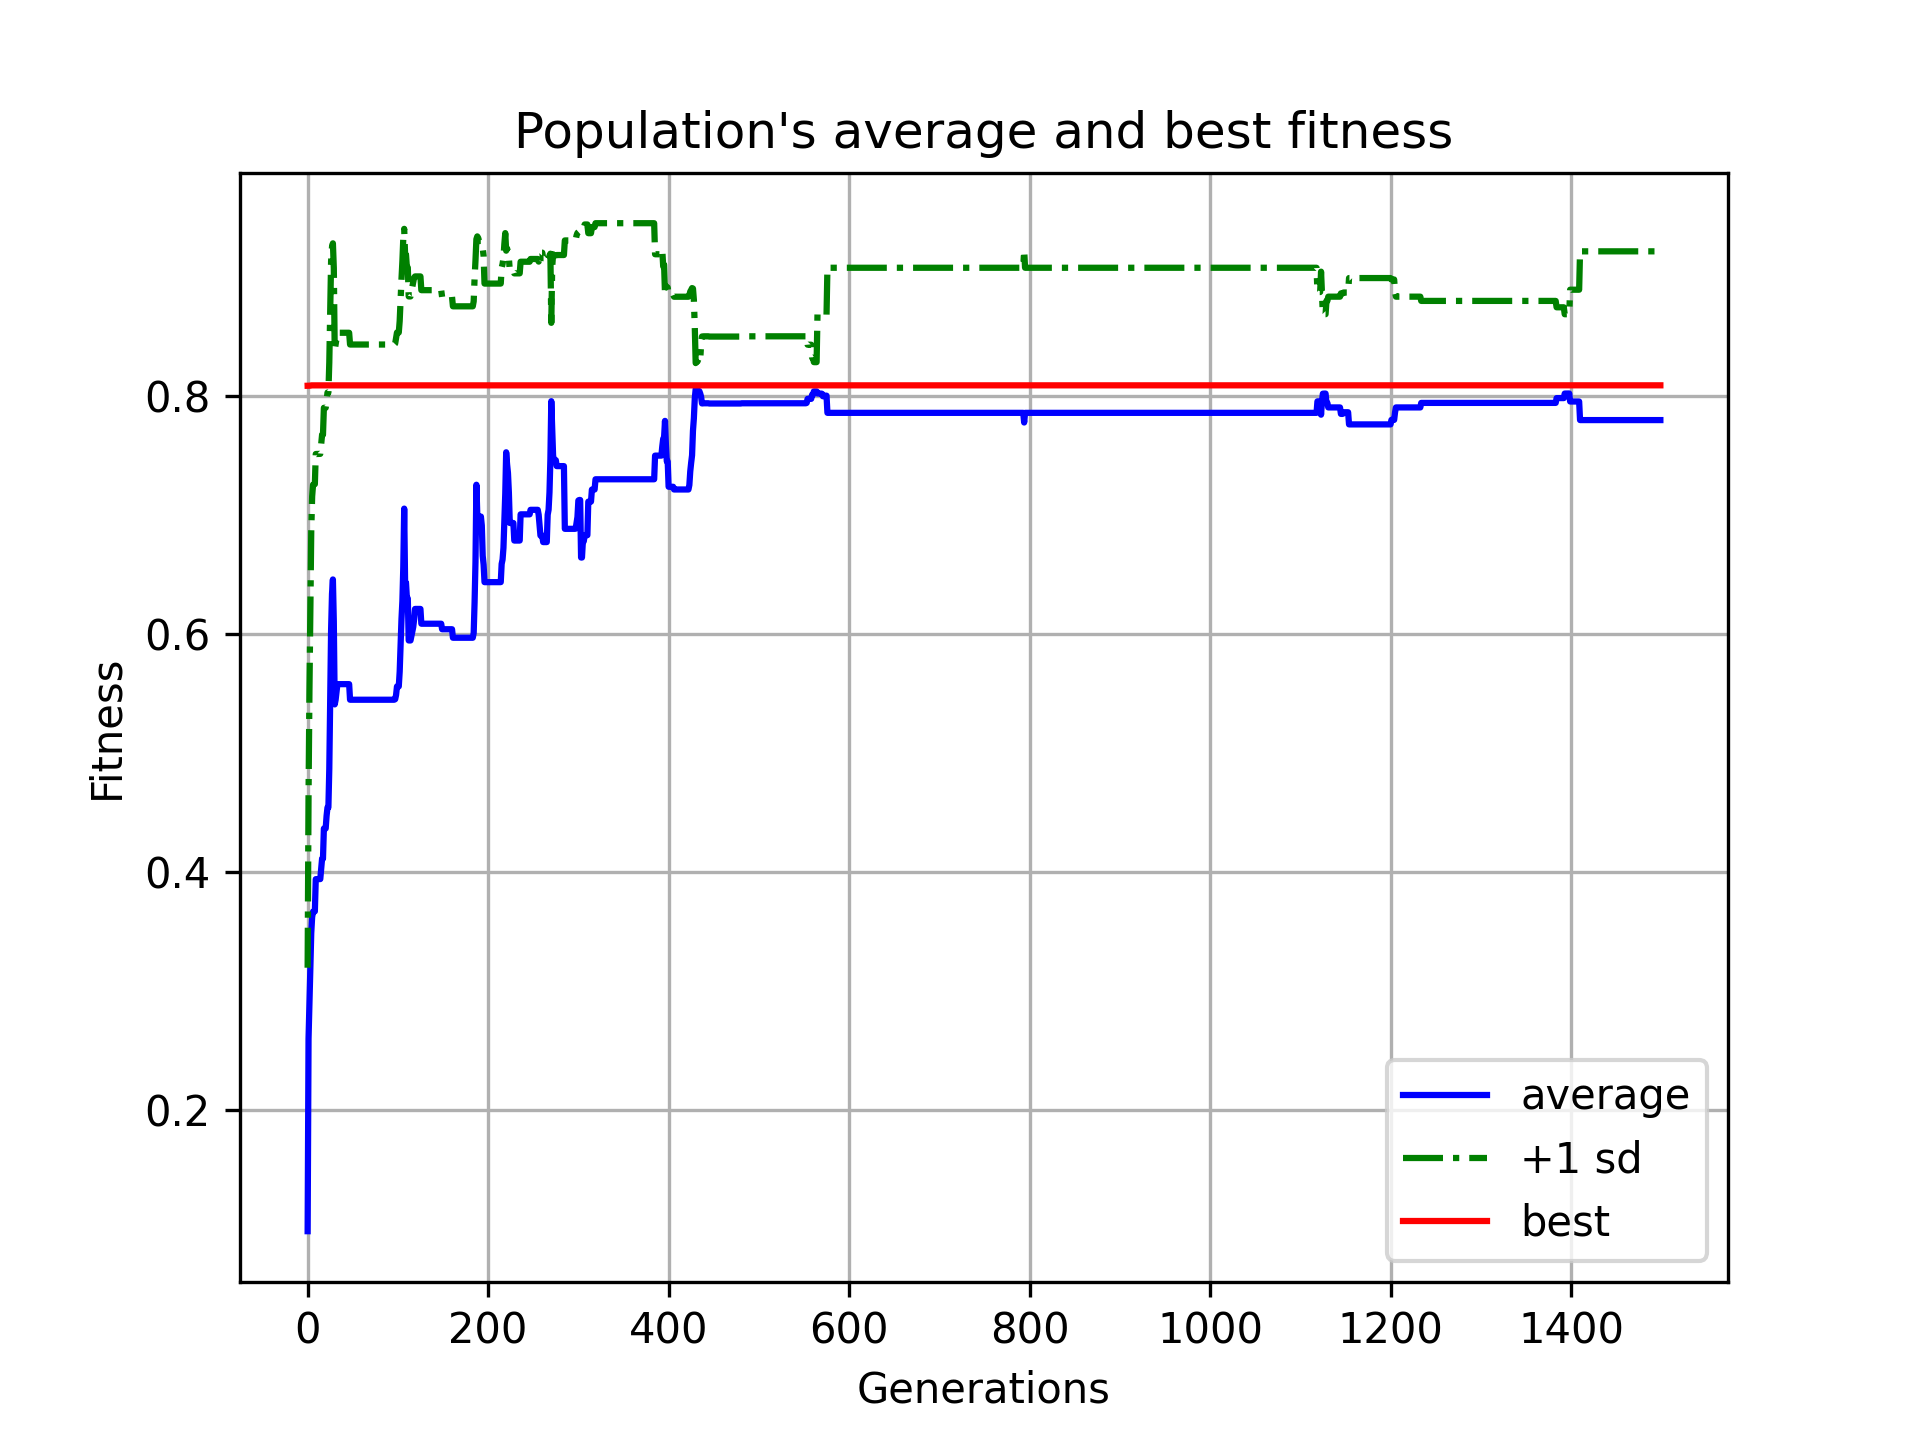 Population's average and best fitness
Fitness
0.8
0.6
0.4
0.2
0 200 400 600 800 1000 1200 1400
Generations
average
+1 sd
best